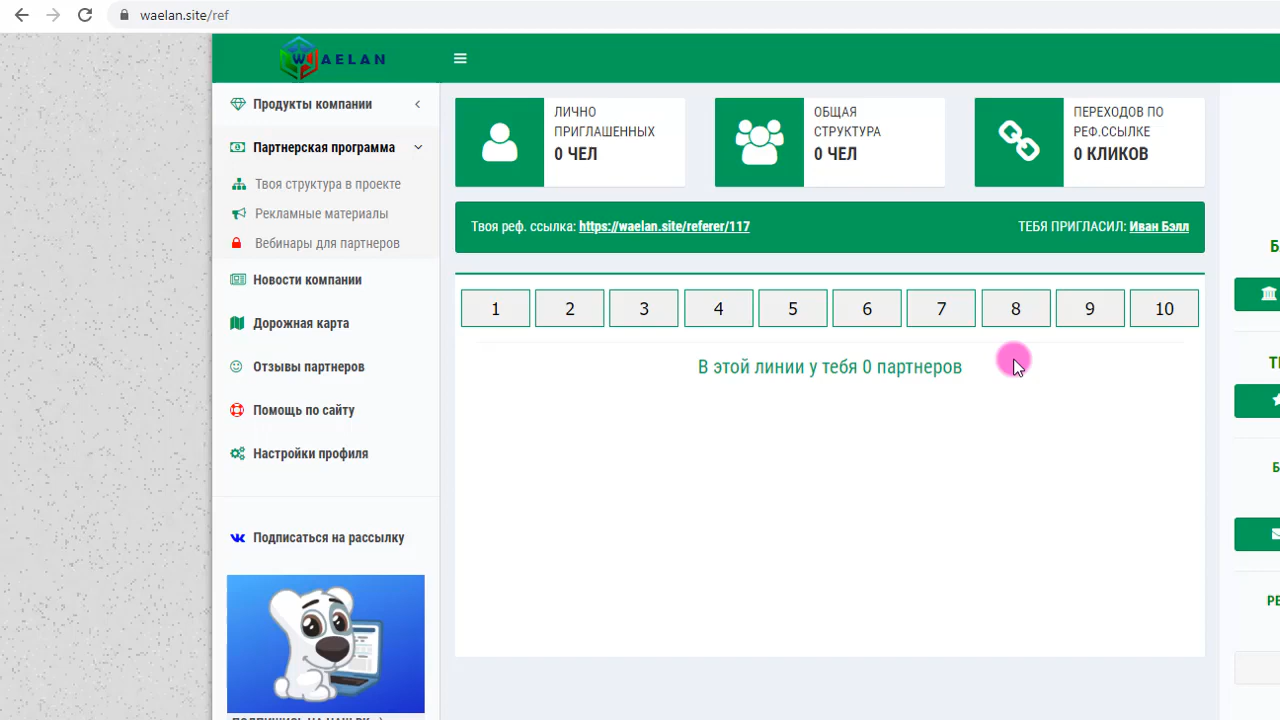 waelan.site/ref
WAELAN
Продукты компании
Партнерская программа
Твоя структура в проекте
Рекламные материалы
Вебинары для партнеров
Новости компании
Дорожная карта
Отзывы партнеров
Помощь по сайту
Настройки профиля
Подписаться на рассылку
ЛИЧНО
ПРИГЛАШЕННЫХ
0 ЧЕЛ
ОБЩАЯ
СТРУКТУРА
0 ЧЕЛ
ПЕРЕХОДОВ ПО
РЕФ.ССЫЛКЕ
0 КЛИКОВ
Твоя реф. ссылка: https://waelan.site/referer/117
ТЕБЯ ПРИГЛАСИЛ: Иван Бэлл
1 2 3 4 5 6 7 8 9 10
В этой линии у тебя 0 партнеров